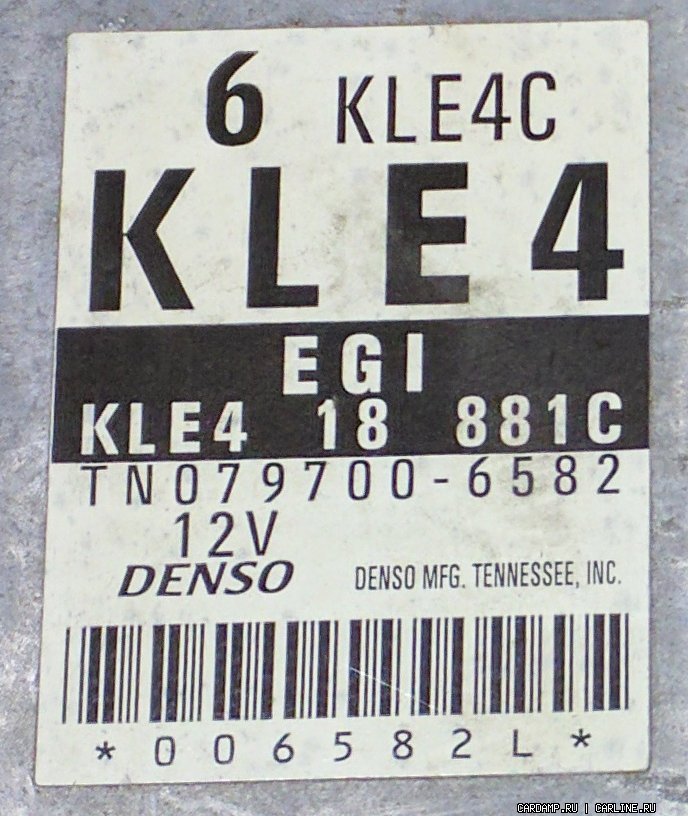 6 KLE4C
KLE4
EGI
KLE4 18 881C
TN079700-6582
12V
DENSO DENSO MFG. TENNESSEE, INC.
*006582L*
CARDAMP.RU | CARLINE.RU